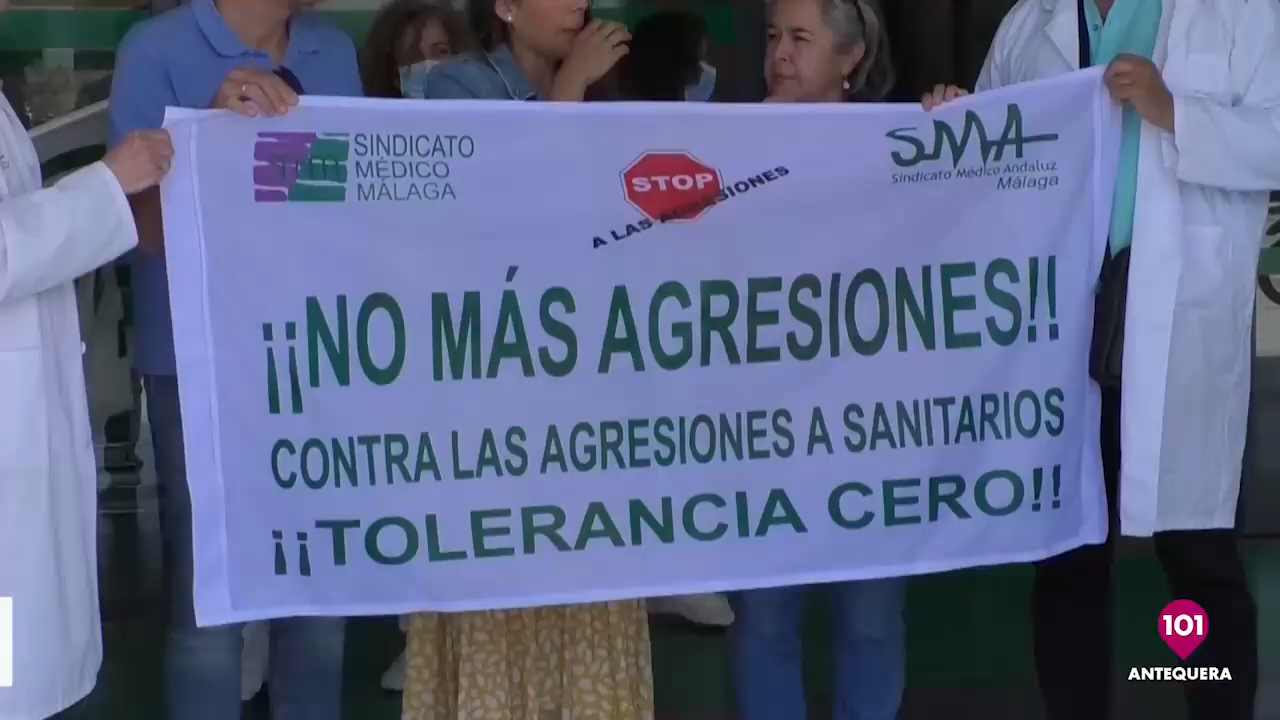 SINDICATO
MÉDICO
MÁLAGA
STOP
A LAS AGRESIONES
SMA
Sindicato Médico Andaluz
Málaga
¡¡NO MÁS AGRESIONES!!
CONTRA LAS AGRESIONES A SANITARIOS
¡¡TOLERANCIA CERO!!
101
ANTEQUERA